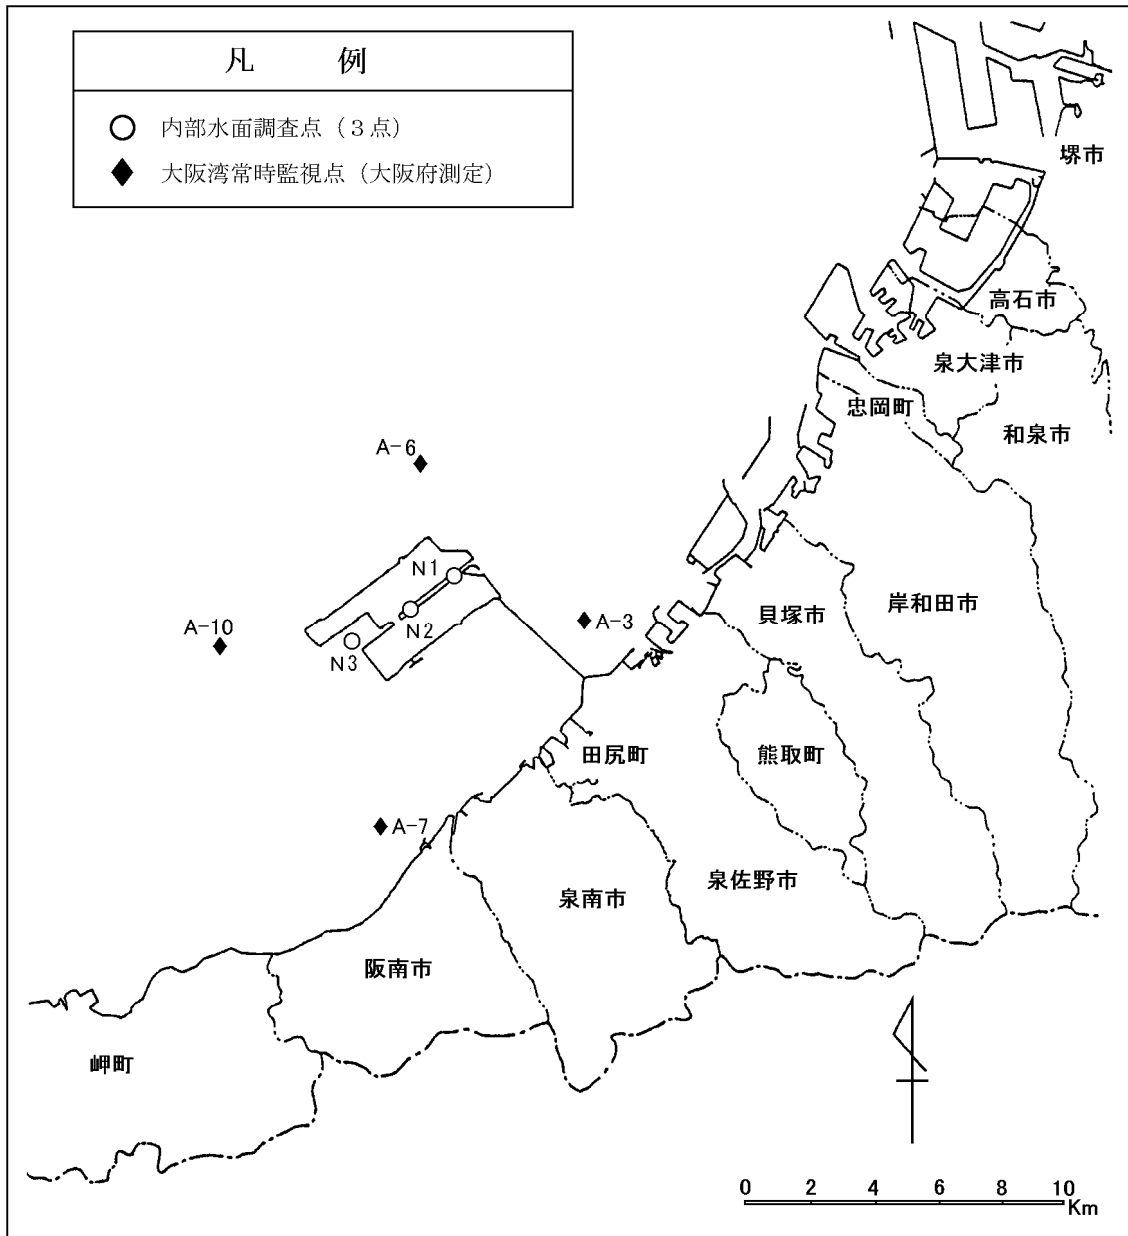 凡 例
内部水面調査点（３点）
大阪湾常時監視点（大阪府測定）
堺市
高石市
泉大津市
忠岡町
和泉市
A-6
N1
N2
N3
A-10
A-3
貝塚市
岸和田市
田尻町
熊取町
A-7
泉佐野市
泉南市
阪南市
岬町
0 2 4 6 8 10
Km